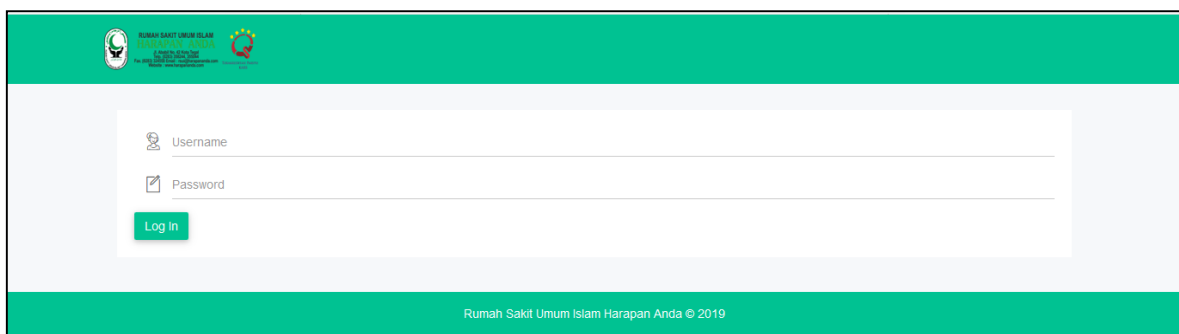 RUMAH SAKIT UMUM ISLAM
HARAPAN ANDA
Username
Password
Log In
Rumah Sakit Umum Islam Harapan Anda © 2019